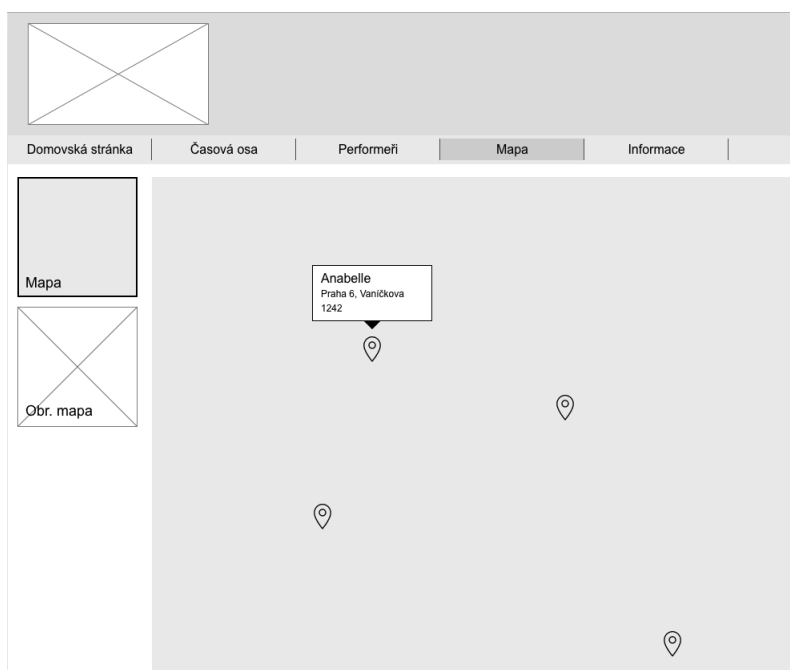 Domovská stránka
Časová osa
Performeři
Mapa
Informace
Mapa
Obr. mapa
Anabelle
Praha 6, Vaníčkova
1242